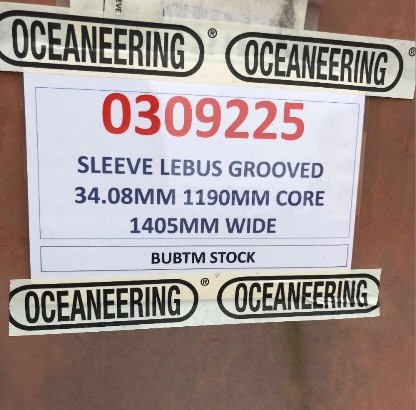 OCEANEERING® OCEANEERING®
0309225
SLEEVE LEBUS GROOVED
34.08MM 1190MM CORE
1405MM WIDE
BUBTM STOCK
OCEANEERING® OCEANEERING